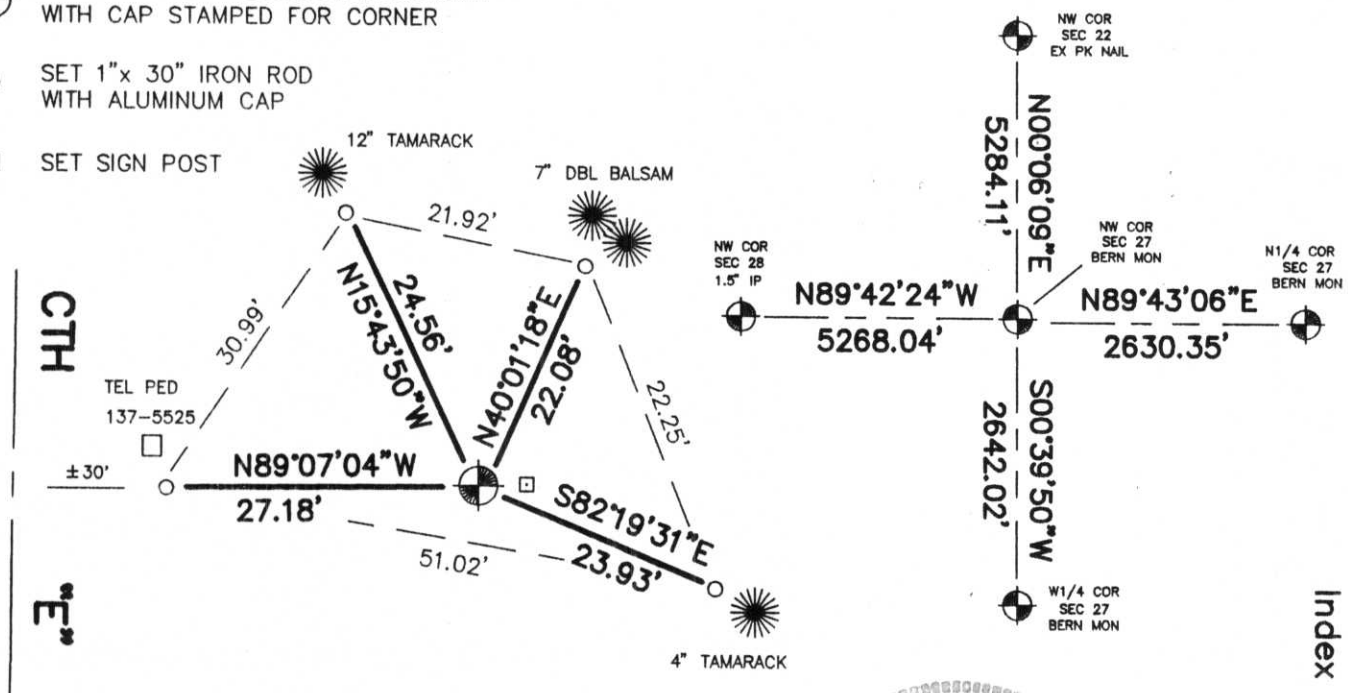 WITH CAP STAMPED FOR CORNER
SET 1"x 30" IRON ROD
WITH ALUMINUM CAP
SET SIGN POST
12" TAMARACK
7" DBL BALSAM
21.92'
30.99'
24.56'
N15°43'50"W
N40°01'18"E
22.08'
22.25'
CTH
TEL PED
137-5525
±30'
N89°07'04"W
27.18'
S82°19'31"E
23.93'
51.02'
4" TAMARACK
"E"
NW COR
SEC 22
EX PK NAIL
N00°06'09"E
5284.11'
NW COR
SEC 27
BERN MON
NW COR
SEC 28
1.5" IP
N89°42'24"W
5268.04'
N1/4 COR
SEC 27
BERN MON
N89°43'06"E
2630.35'
S00°39'50"W
2642.02'
W1/4 COR
SEC 27
BERN MON
Index